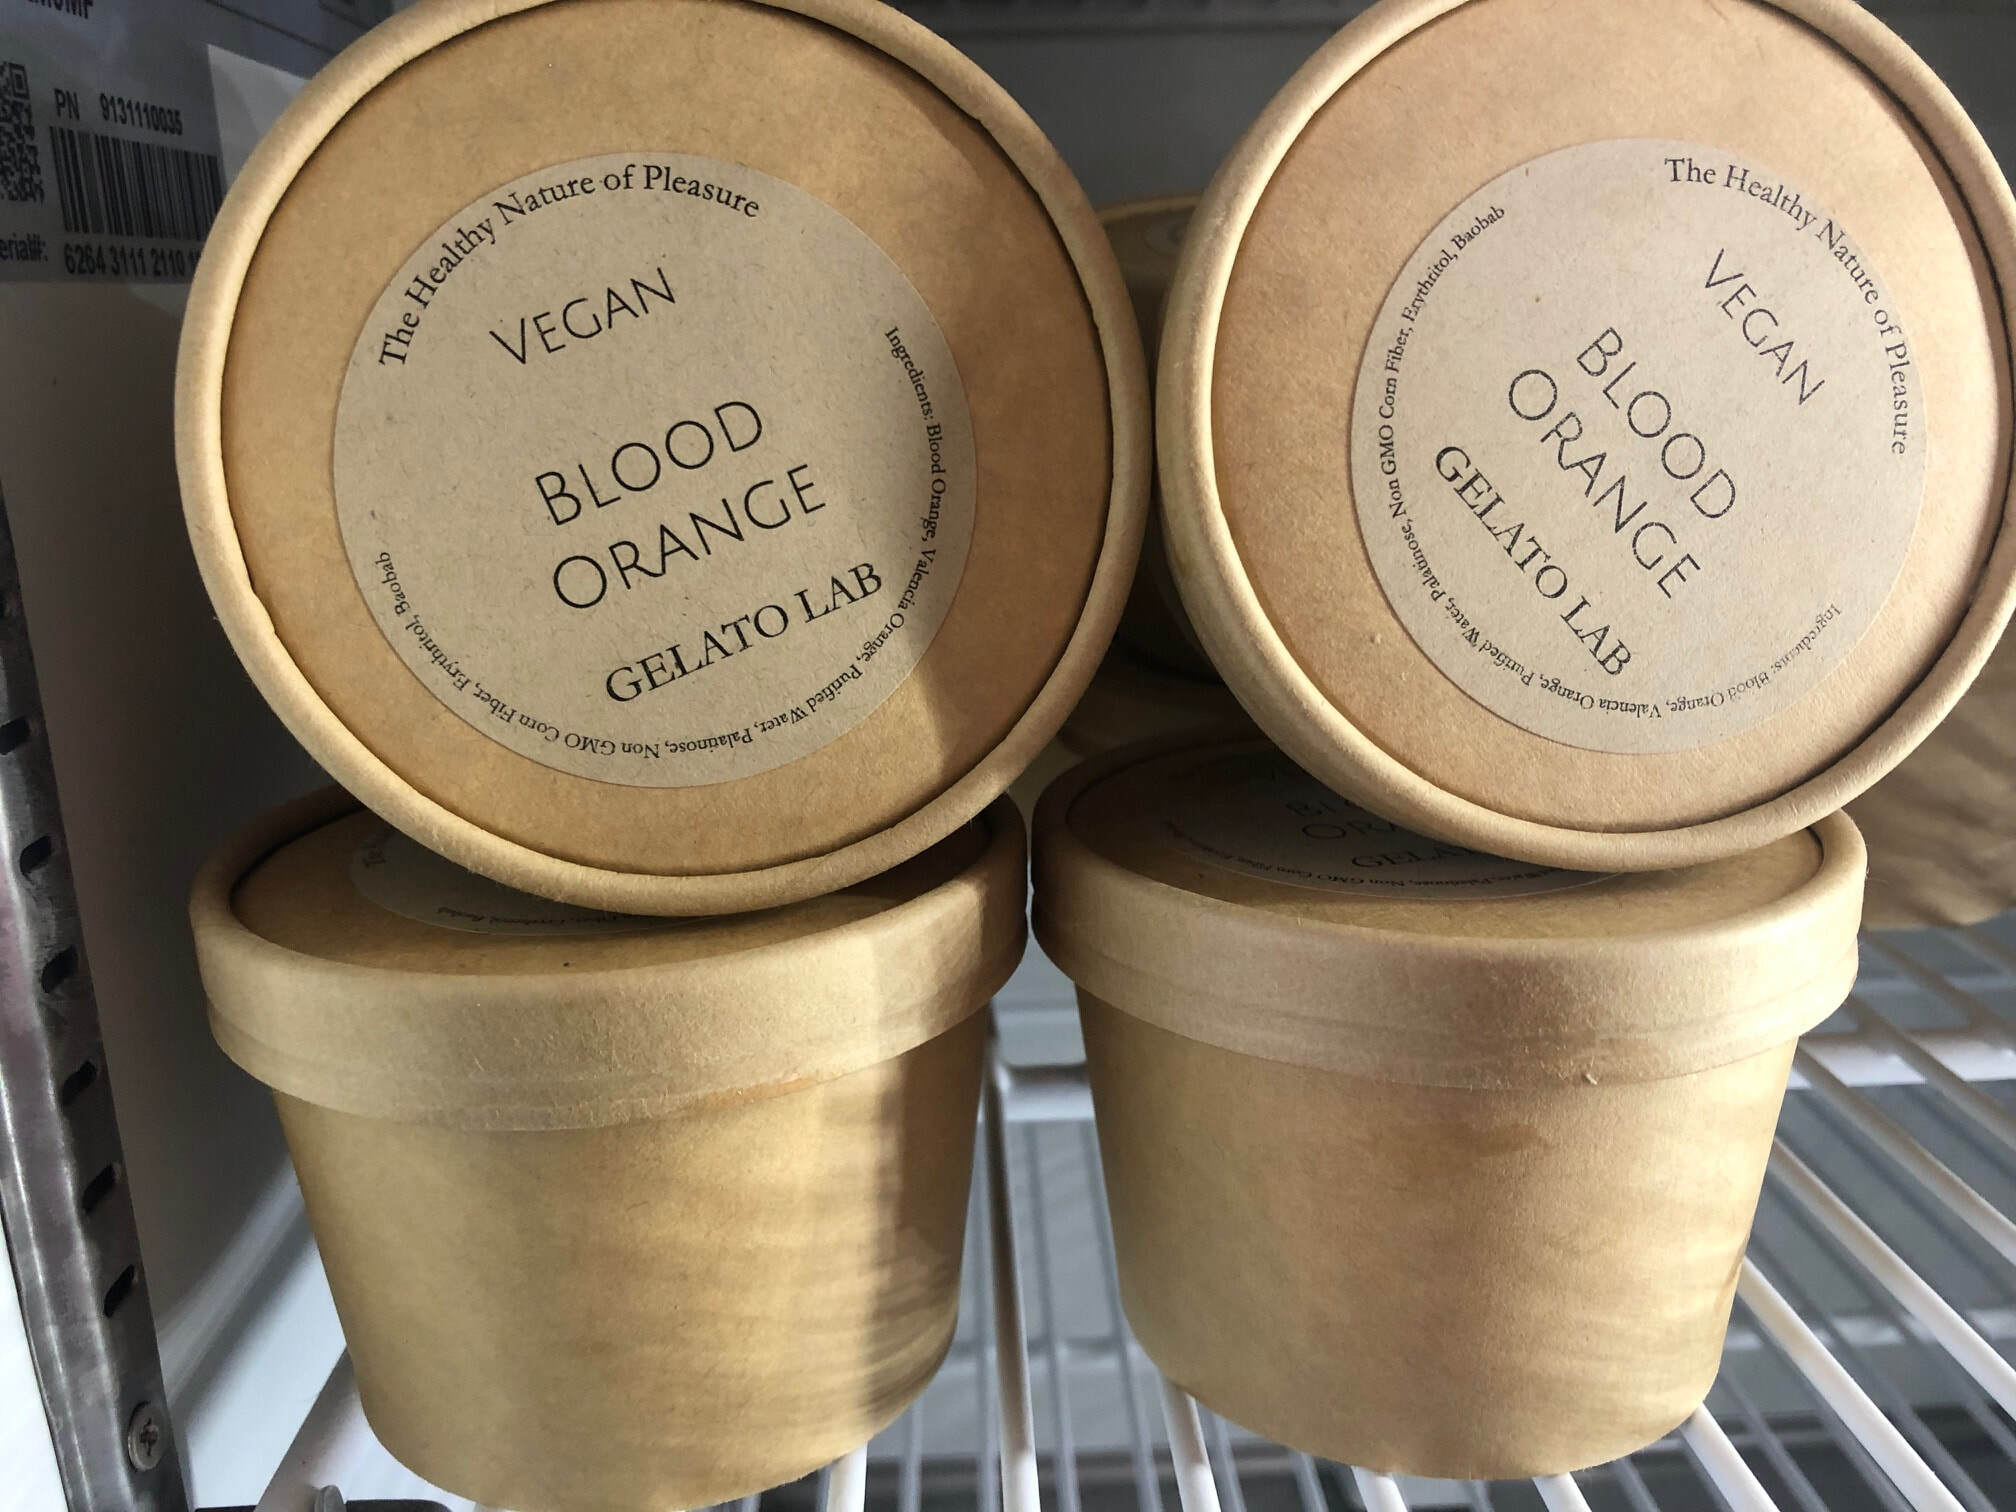 PN 9131110035
6264 3111 2110
The Healthy Nature of Pleasure
VEGAN
BLOOD
ORANGE
GELATO LAB
Ingredients: Blood Orange, Valencia Orange, Purified Water, Palatinose, Non GMO Corn Fiber, Erythritol, Baobab
The Healthy Nature of Pleasure
VEGAN
BLOOD
ORANGE
GELATO LAB
Ingredients: Blood Orange, Valencia Orange, Purified Water, Palatinose, Non GMO Corn Fiber, Erythritol, Baobab